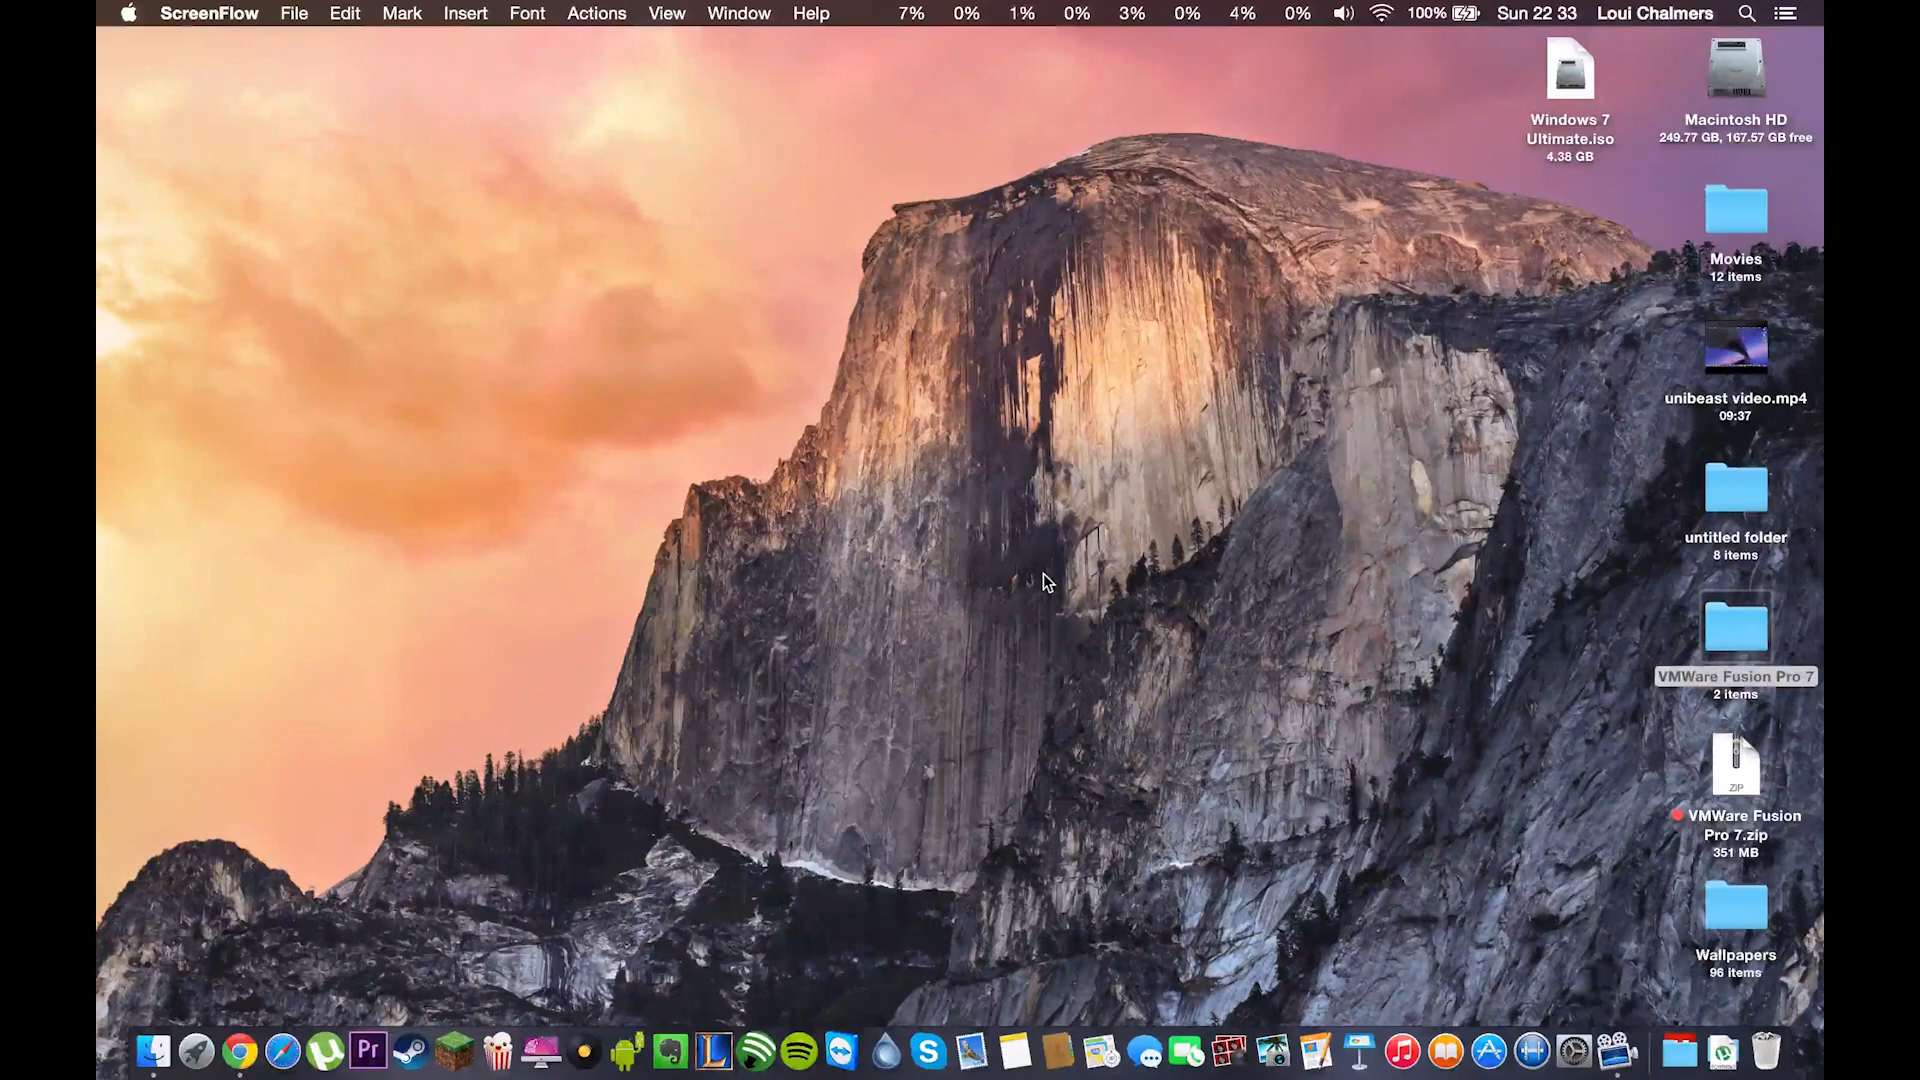 ScreenFlow File Edit Mark Insert Font Actions View Window Help 7% 0% 1% 0% 3% 0% 4% 0% 100% Sun 22 33 Loui Chalmers
Windows 7
Ultimate.iso
4.38 GB
Macintosh HD
249.77 GB, 167.57 GB free
Movies
12 items
unibeast video.mp4
09:37
untitled folder
8 items
VMWare Fusion Pro 7
2 items
ZIP
VMWare Fusion
Pro 7.zip
351 MB
Wallpapers
96 items
Pr